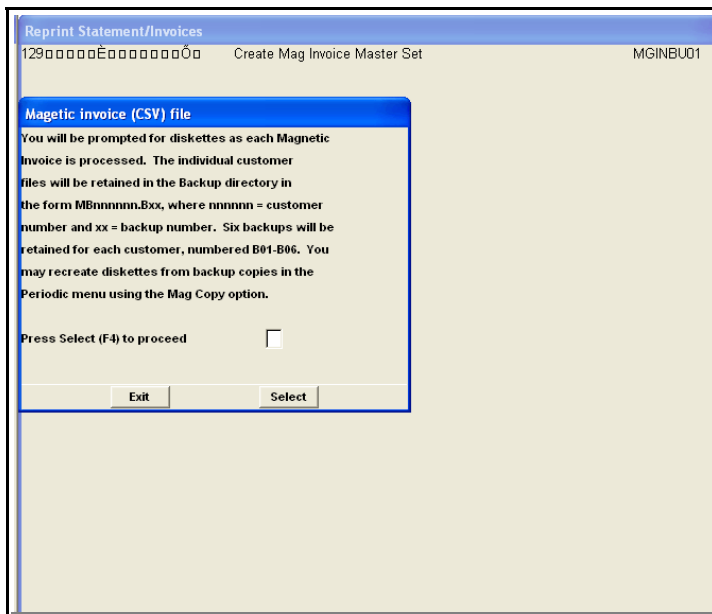 Reprint Statement/Invoices
129□□□□□È□□□□□□□Õ□ Create Mag Invoice Master Set MGINBU01
Magetic invoice (CSV) file
You will be prompted for diskettes as each Magnetic
Invoice is processed. The individual customer
files will be retained in the Backup directory in
the form MBnnnnnn.Bxx, where nnnnnn = customer
number and xx = backup number. Six backups will be
retained for each customer, numbered B01-B06. You
may recreate diskettes from backup copies in the
Periodic menu using the Mag Copy option.
Press Select (F4) to proceed
Exit Select